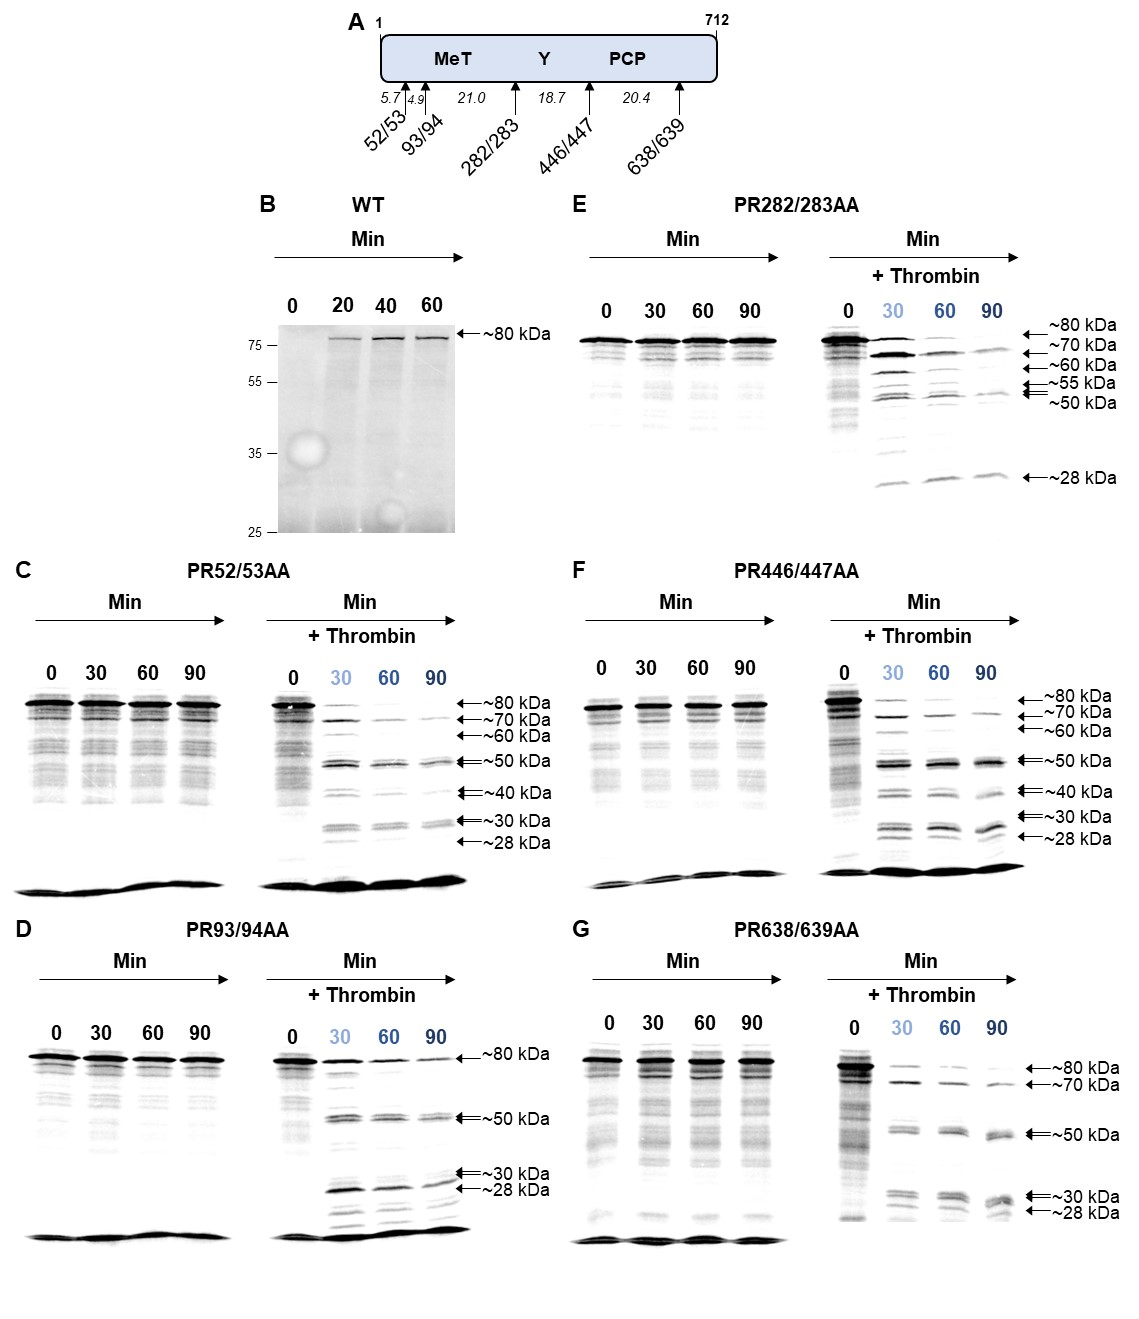 A
1
712
MeT
Y
PCP
5.7
4.9
21.0
18.7
20.4
52/53
93/94
282/283
446/447
638/639
B
WT
Min
0
20
40
60
75
55
35
25
~80 kDa
E
PR282/283AA
Min
Min
+ Thrombin
0
30
60
90
0
30
60
90
~80 kDa
~70 kDa
~60 kDa
~55 kDa
~50 kDa
~28 kDa
C
PR52/53AA
Min
Min
+ Thrombin
0
30
60
90
0
30
60
90
~80 kDa
~70 kDa
~60 kDa
~50 kDa
~40 kDa
~30 kDa
~28 kDa
F
PR446/447AA
Min
Min
+ Thrombin
0
30
60
90
0
30
60
90
~80 kDa
~70 kDa
~60 kDa
~50 kDa
~40 kDa
~30 kDa
~28 kDa
D
PR93/94AA
Min
Min
+ Thrombin
0
30
60
90
0
30
60
90
~80 kDa
~50 kDa
~30 kDa
~28 kDa
G
PR638/639AA
Min
Min
+ Thrombin
0
30
60
90
0
30
60
90
~80 kDa
~70 kDa
~50 kDa
~30 kDa
~28 kDa